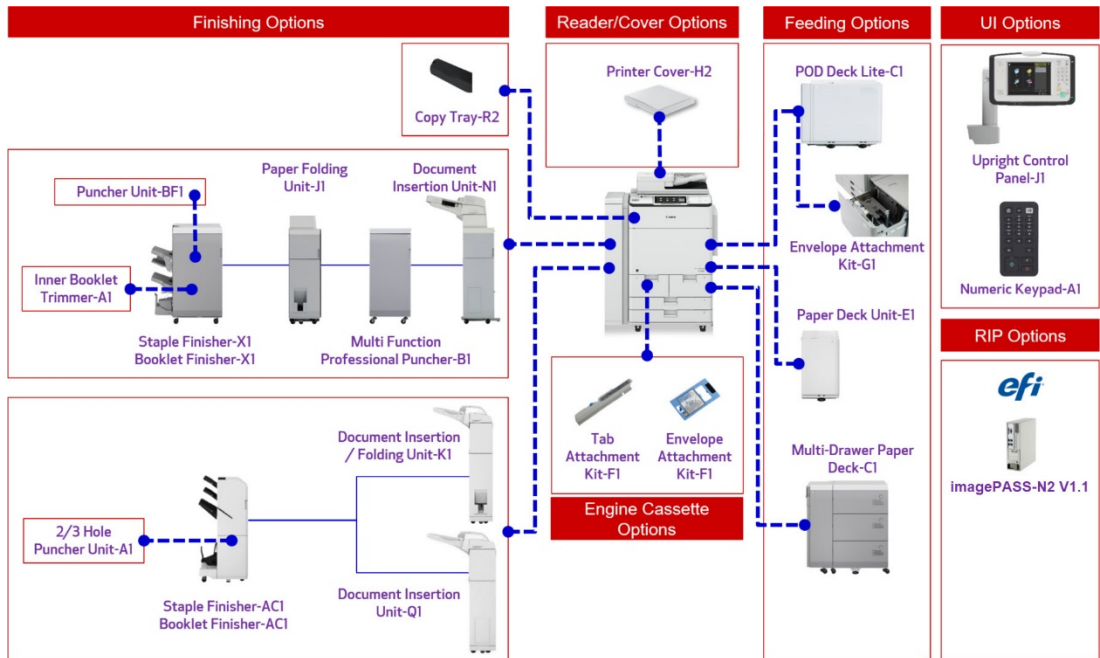 Finishing Options
Reader/Cover Options
Feeding Options
UI Options
Copy Tray-R2
Printer Cover-H2
POD Deck Lite-C1
Upright Control
Panel-J1
Puncher Unit-BF1
Paper Folding
Unit-J1
Document
Insertion Unit-N1
Inner Booklet
Trimmer-A1
Staple Finisher-X1
Booklet Finisher-X1
Multi Function
Professional Puncher-B1
Canon
Envelope Attachment
Kit-G1
Numeric Keypad-A1
Paper Deck Unit-E1
RIP Options
efi
imagePASS-N2 V1.1
Tab
Attachment
Kit-F1
Envelope
Attachment
Kit-F1
Engine Cassette
Options
Multi-Drawer Paper
Deck-C1
Document Insertion
/ Folding Unit-K1
2/3 Hole
Puncher Unit-A1
Staple Finisher-AC1
Booklet Finisher-AC1
Document Insertion
Unit-Q1